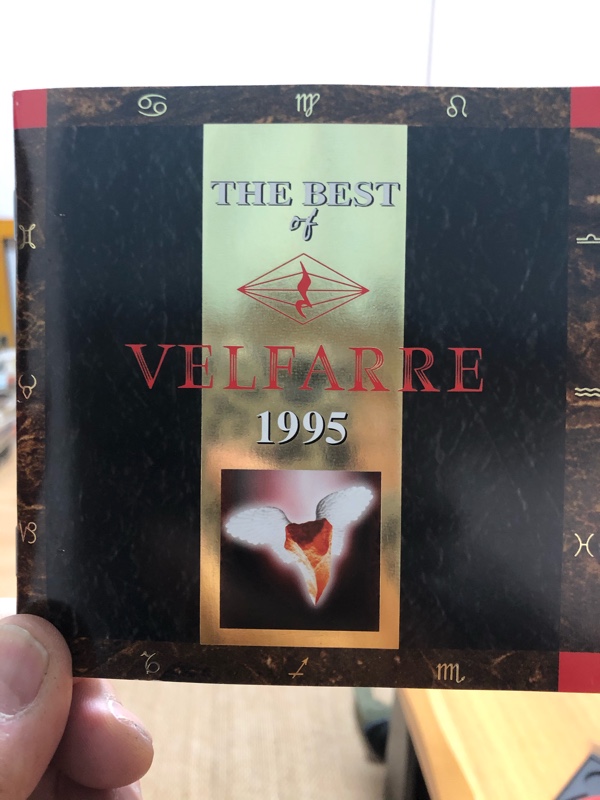 THE BEST
of
VELFARRE
1995